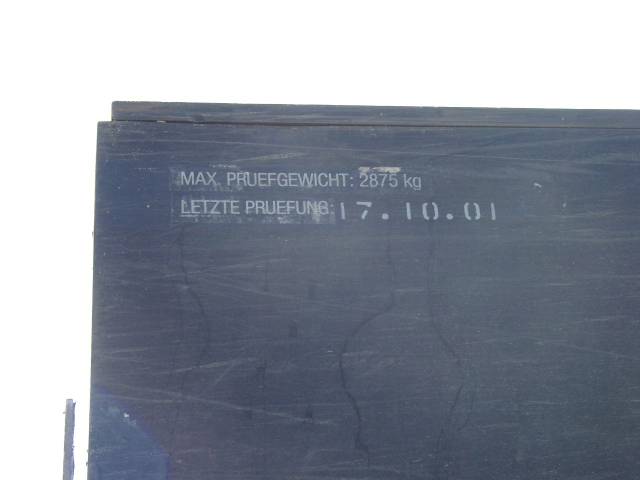 MAX. PRUEFGEWICHT: 2875 kg
LETZTE PRUEFUNG: 17.10.01